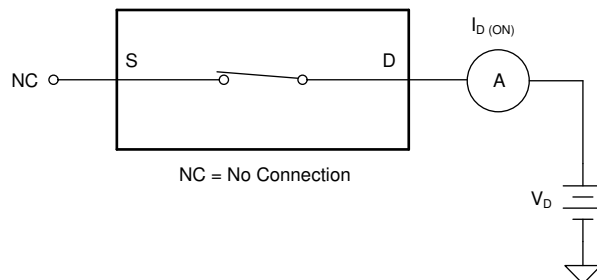 I_D (ON)
S
D
NC
A
NC = No Connection
V_D